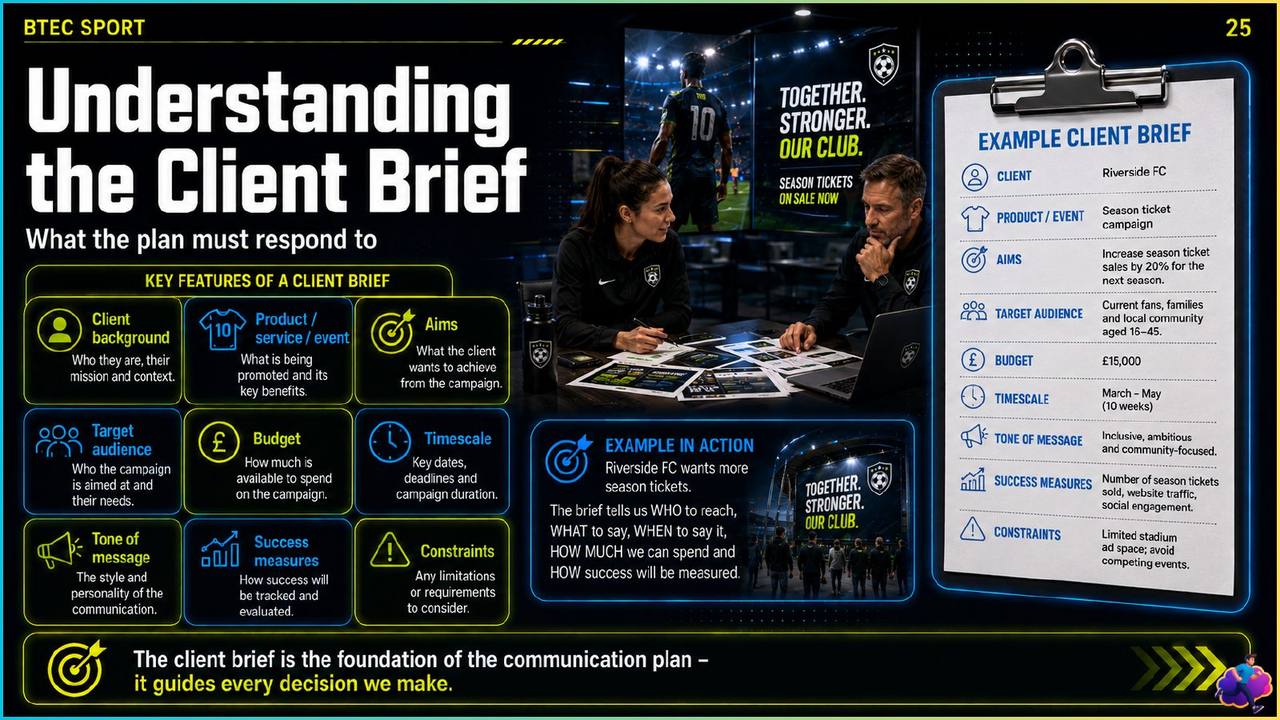 BTEC SPORT
25
Understanding
the Client Brief
What the plan must respond to
KEY FEATURES OF A CLIENT BRIEF
Client
background
Who they are, their
mission and context.
10
Product /
service / event
What is being
promoted and its
key benefits.
Aims
What the client
wants to achieve
from the campaign.
Target
audience
Who the campaign
is aimed at and
their needs.
£
Budget
How much is
available to spend
on the campaign.
Timescale
Key dates,
deadlines and
campaign duration.
Tone of
message
The style and
personality of the
communication.
Success
measures
How success will
be tracked and
evaluated.
Constraints
Any limitations
or requirements
to consider.
10
TOGETHER.
STRONGER.
OUR CLUB.
SEASON TICKETS
ON SALE NOW
EXAMPLE IN ACTION
Riverside FC wants more
season tickets.
The brief tells us WHO to reach,
WHAT to say, WHEN to say it,
HOW MUCH we can spend and
HOW success will be measured.
TOGETHER.
STRONGER.
OUR CLUB.
EXAMPLE CLIENT BRIEF
CLIENT
Riverside FC
PRODUCT / EVENT
Season ticket
campaign
AIMS
Increase season ticket
sales by 20% for the
next season.
TARGET AUDIENCE
Current fans, families
and local community
aged 16–45.
£
BUDGET
£15,000
TIMESCALE
March – May
(10 weeks)
TONE OF MESSAGE
Inclusive, ambitious
and community-focused.
SUCCESS MEASURES
Number of season tickets
sold, website traffic,
social engagement.
CONSTRAINTS
Limited stadium
ad space; avoid
competing events.
The client brief is the foundation of the communication plan –
it guides every decision we make.